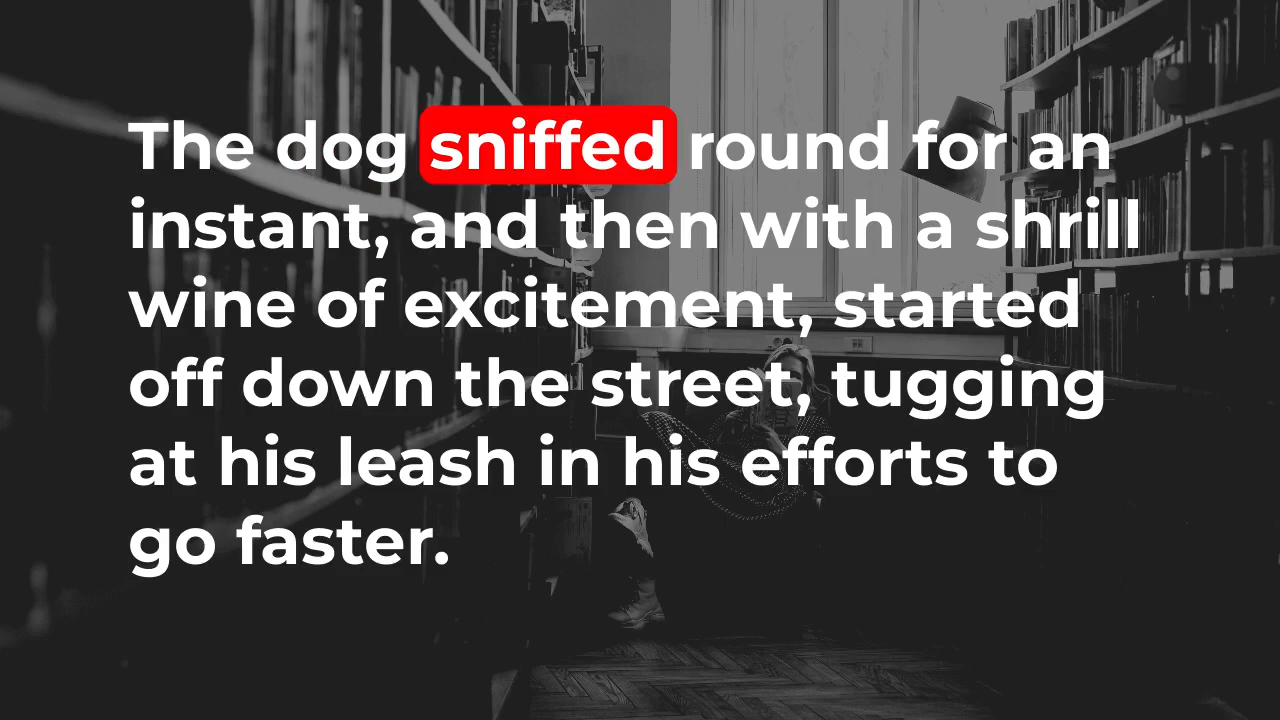 The dog sniffed round for an
instant, and then with a shrill
wine of excitement, started
off down the street, tugging
at his leash in his efforts to
go faster.